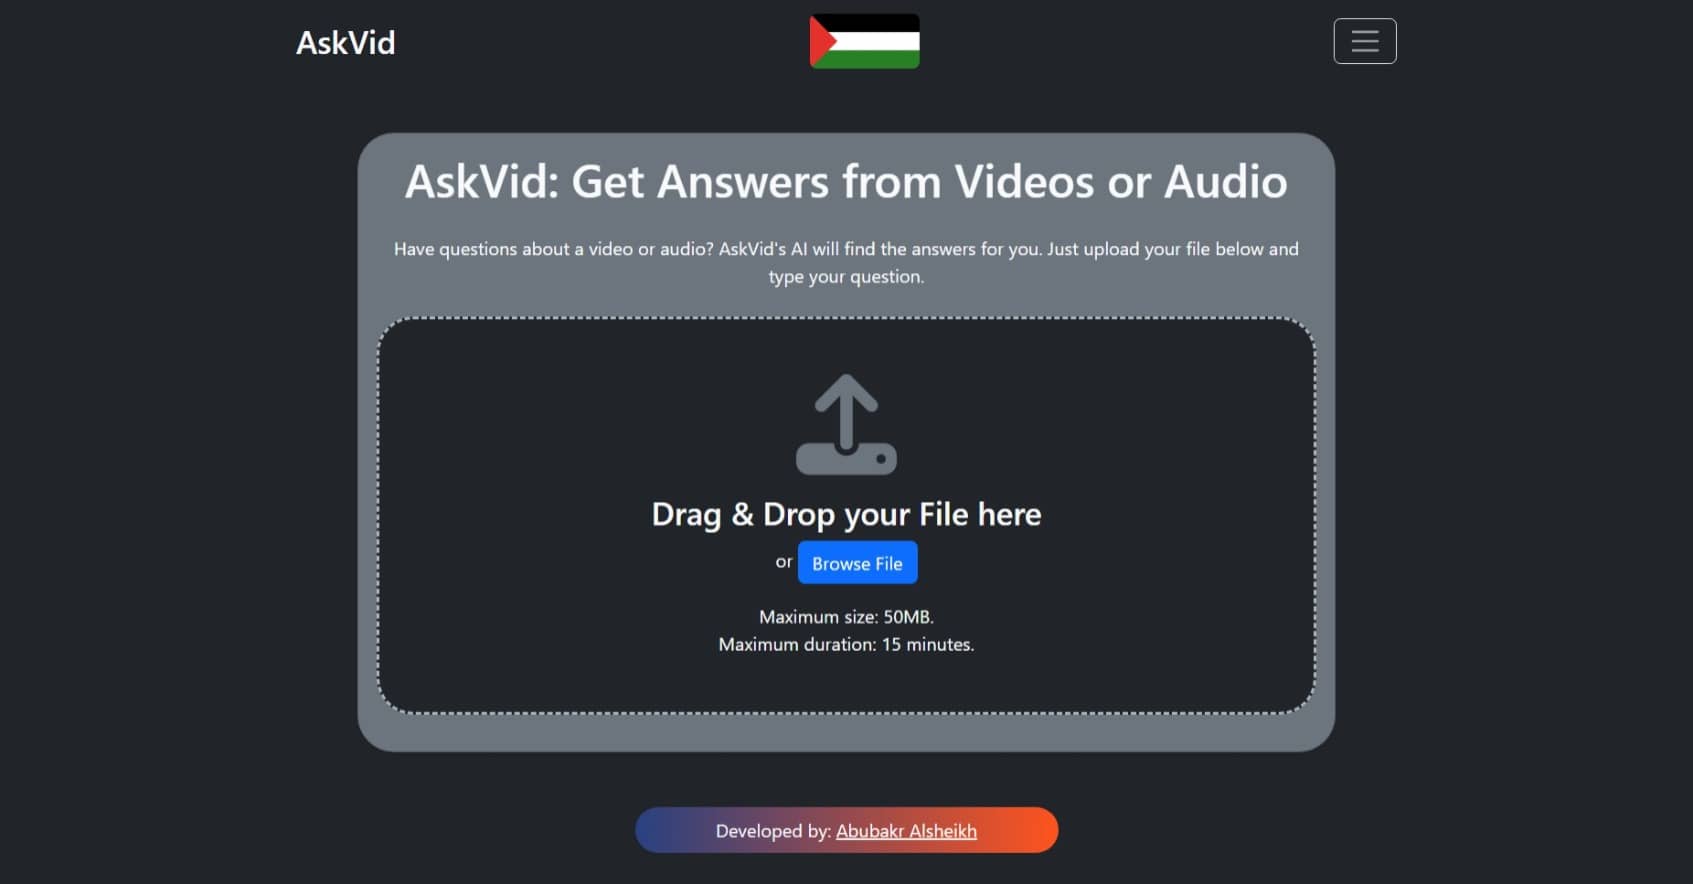 AskVid
AskVid: Get Answers from Videos or Audio
Have questions about a video or audio? AskVid's AI will find the answers for you. Just upload your file below and
type your question.
Drag & Drop your File here
or Browse File
Maximum size: 50MB.
Maximum duration: 15 minutes.
Developed by: Abubakr Alsheikh